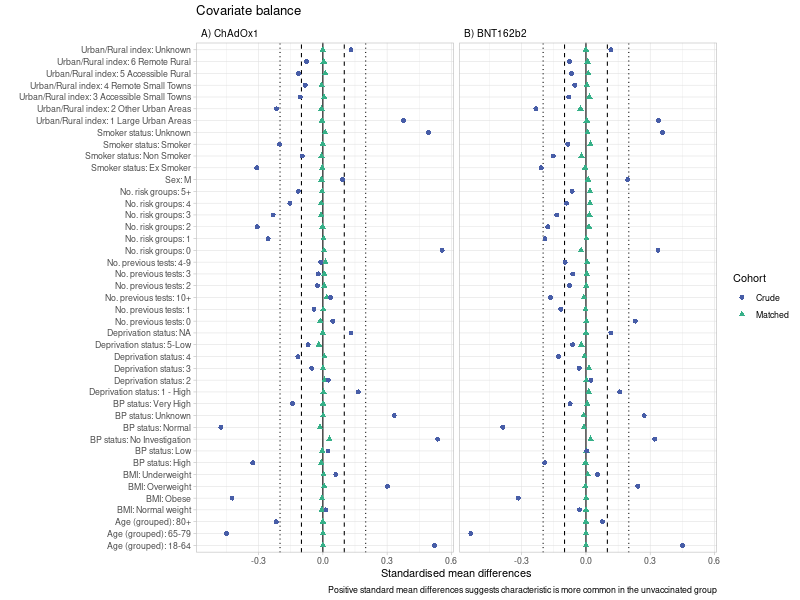 Covariate balance
A) ChAdOx1
B) BNT162b2
Urban/Rural index: Unknown
Urban/Rural index: 6 Remote Rural
Urban/Rural index: 5 Accessible Rural
Urban/Rural index: 4 Remote Small Towns
Urban/Rural index: 3 Accessible Small Towns
Urban/Rural index: 2 Other Urban Areas
Urban/Rural index: 1 Large Urban Areas
Smoker status: Unknown
Smoker status: Smoker
Smoker status: Non Smoker
Smoker status: Ex Smoker
Sex: M
No. risk groups: 5+
No. risk groups: 4
No. risk groups: 3
No. risk groups: 2
No. risk groups: 1
No. risk groups: 0
No. previous tests: 4-9
No. previous tests: 3
No. previous tests: 2
No. previous tests: 10+
No. previous tests: 1
No. previous tests: 0
Deprivation status: NA
Deprivation status: 5-Low
Deprivation status: 4
Deprivation status: 3
Deprivation status: 2
Deprivation status: 1 - High
BP status: Very High
BP status: Unknown
BP status: Normal
BP status: No Investigation
BP status: Low
BP status: High
BMI: Underweight
BMI: Overweight
BMI: Obese
BMI: Normal weight
Age (grouped): 80+
Age (grouped): 65-79
Age (grouped): 18-64
-0.3 0.0 0.3 0.6
-0.3 0.0 0.3 0.6
Standardised mean differences
Positive standard mean differences suggests characteristic is more common in the unvaccinated group
Cohort
Crude
Matched